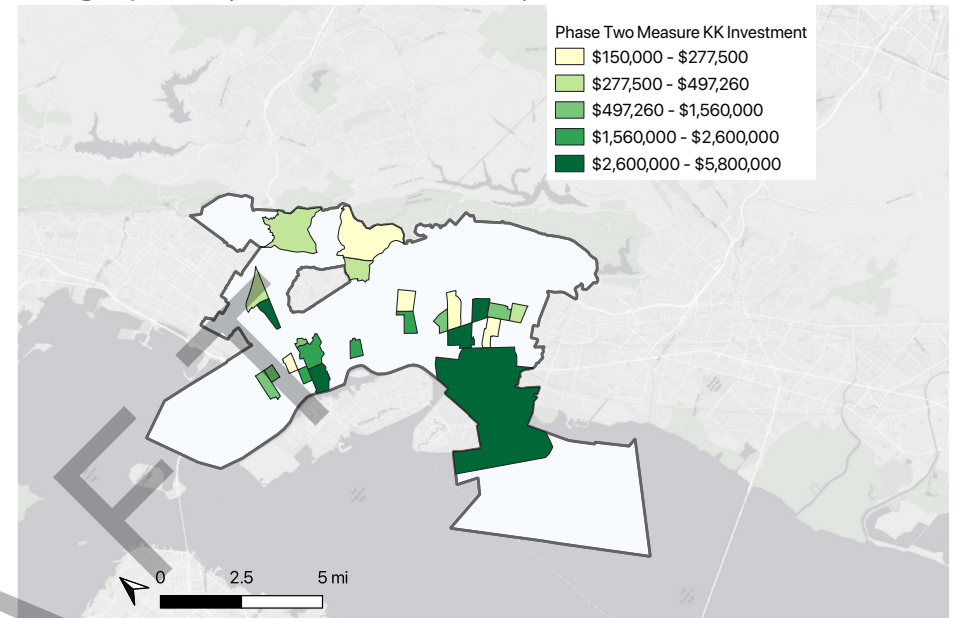 Phase Two Measure KK Investment
$150,000 - $277,500
$277,500 - $497,260
$497,260 - $1,560,000
$1,560,000 - $2,600,000
$2,600,000 - $5,800,000
0 2.5 5 mi